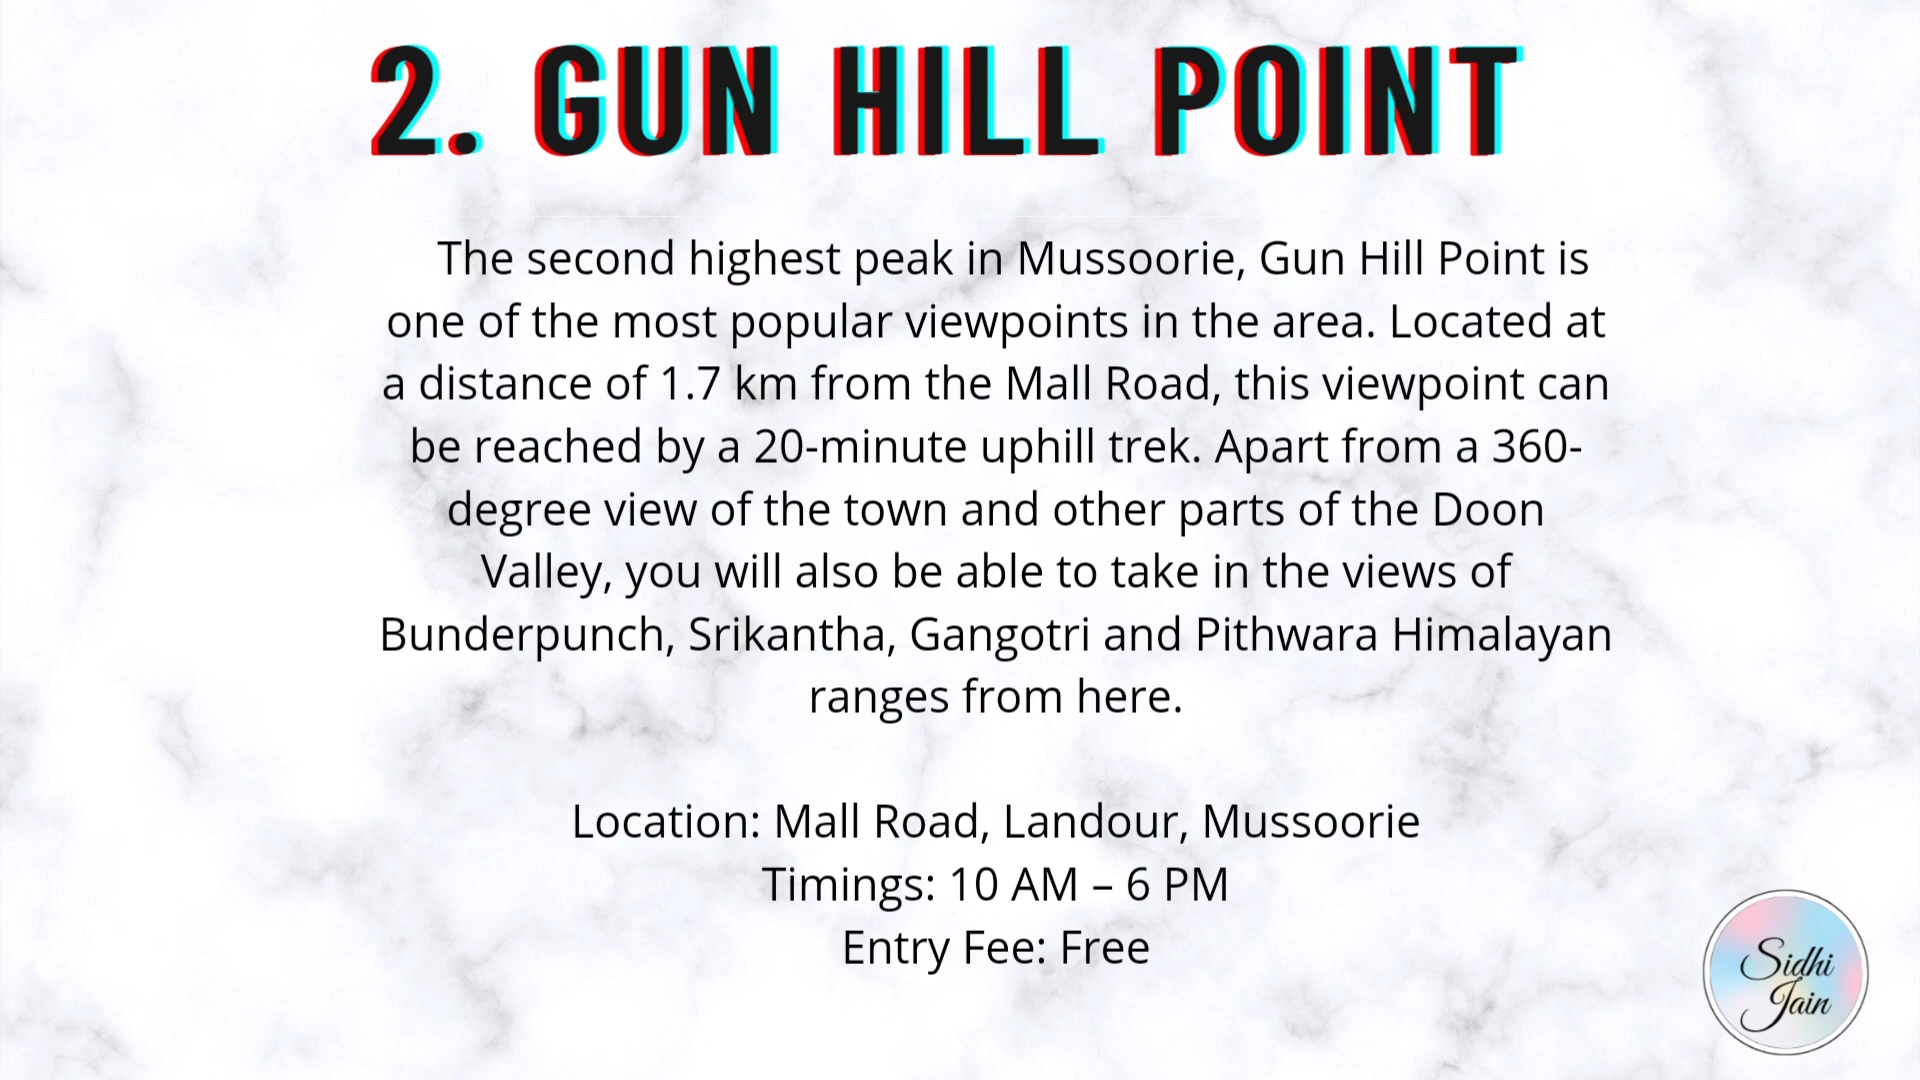 2. GUN HILL POINT
The second highest peak in Mussoorie, Gun Hill Point is
one of the most popular viewpoints in the area. Located at
a distance of 1.7 km from the Mall Road, this viewpoint can
be reached by a 20-minute uphill trek. Apart from a 360-
degree view of the town and other parts of the Doon
Valley, you will also be able to take in the views of
Bunderpunch, Srikantha, Gangotri and Pithwara Himalayan
ranges from here.
Location: Mall Road, Landour, Mussoorie
Timings: 10 AM – 6 PM
Entry Fee: Free
Sidhi
Jain